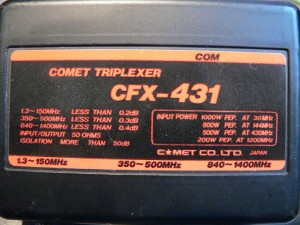 COM
COMET TRIPLEXER
CFX-431
1.3~150MHz LESS THAN 0.2dB
350~500MHz LESS THAN 0.3dB
840~1400MHz LESS THAN 0.4dB
INPUT/OUTPUT 50 OHMS
ISOLATION MORE THAN 50dB
INPUT POWER 1000W PEP. AT 30MHz
800W PEP. AT 144MHz
500W PEP. AT 430MHz
200W PEP. AT 1200MHz
C★MET CO., LTD. JAPAN
1.3~150MHz 350~500MHz 840~1400MHz